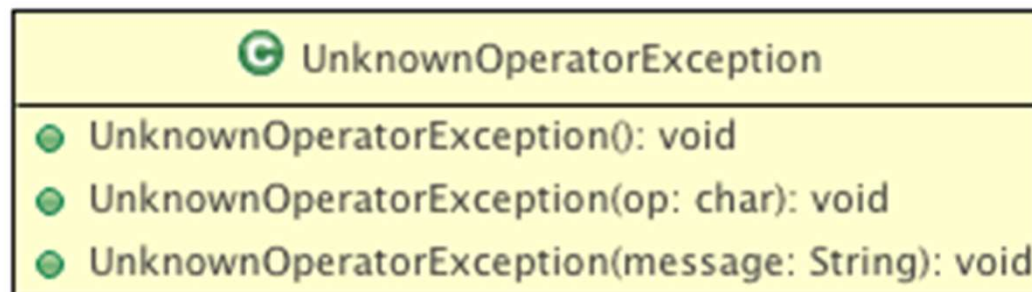 C UnknownOperatorException
UnknownOperatorException(): void
UnknownOperatorException(op: char): void
UnknownOperatorException(message: String): void